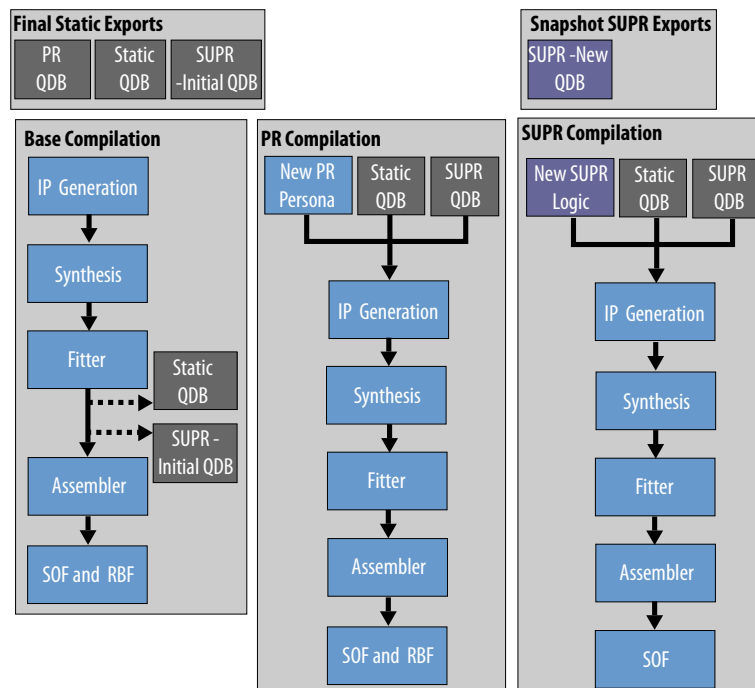 Final Static Exports
PR
QDB
Static
QDB
SUPR
-Initial QDB
Snapshot SUPR Exports
SUPR -New
QDB
Base Compilation
IP Generation
Synthesis
Fitter
Static
QDB
SUPR -
Initial QDB
Assembler
SOF and RBF
PR Compilation
New PR
Persona
Static
QDB
SUPR
QDB
IP Generation
Synthesis
Fitter
Assembler
SOF and RBF
SUPR Compilation
New SUPR
Logic
Static
QDB
SUPR
QDB
IP Generation
Synthesis
Fitter
Assembler
SOF